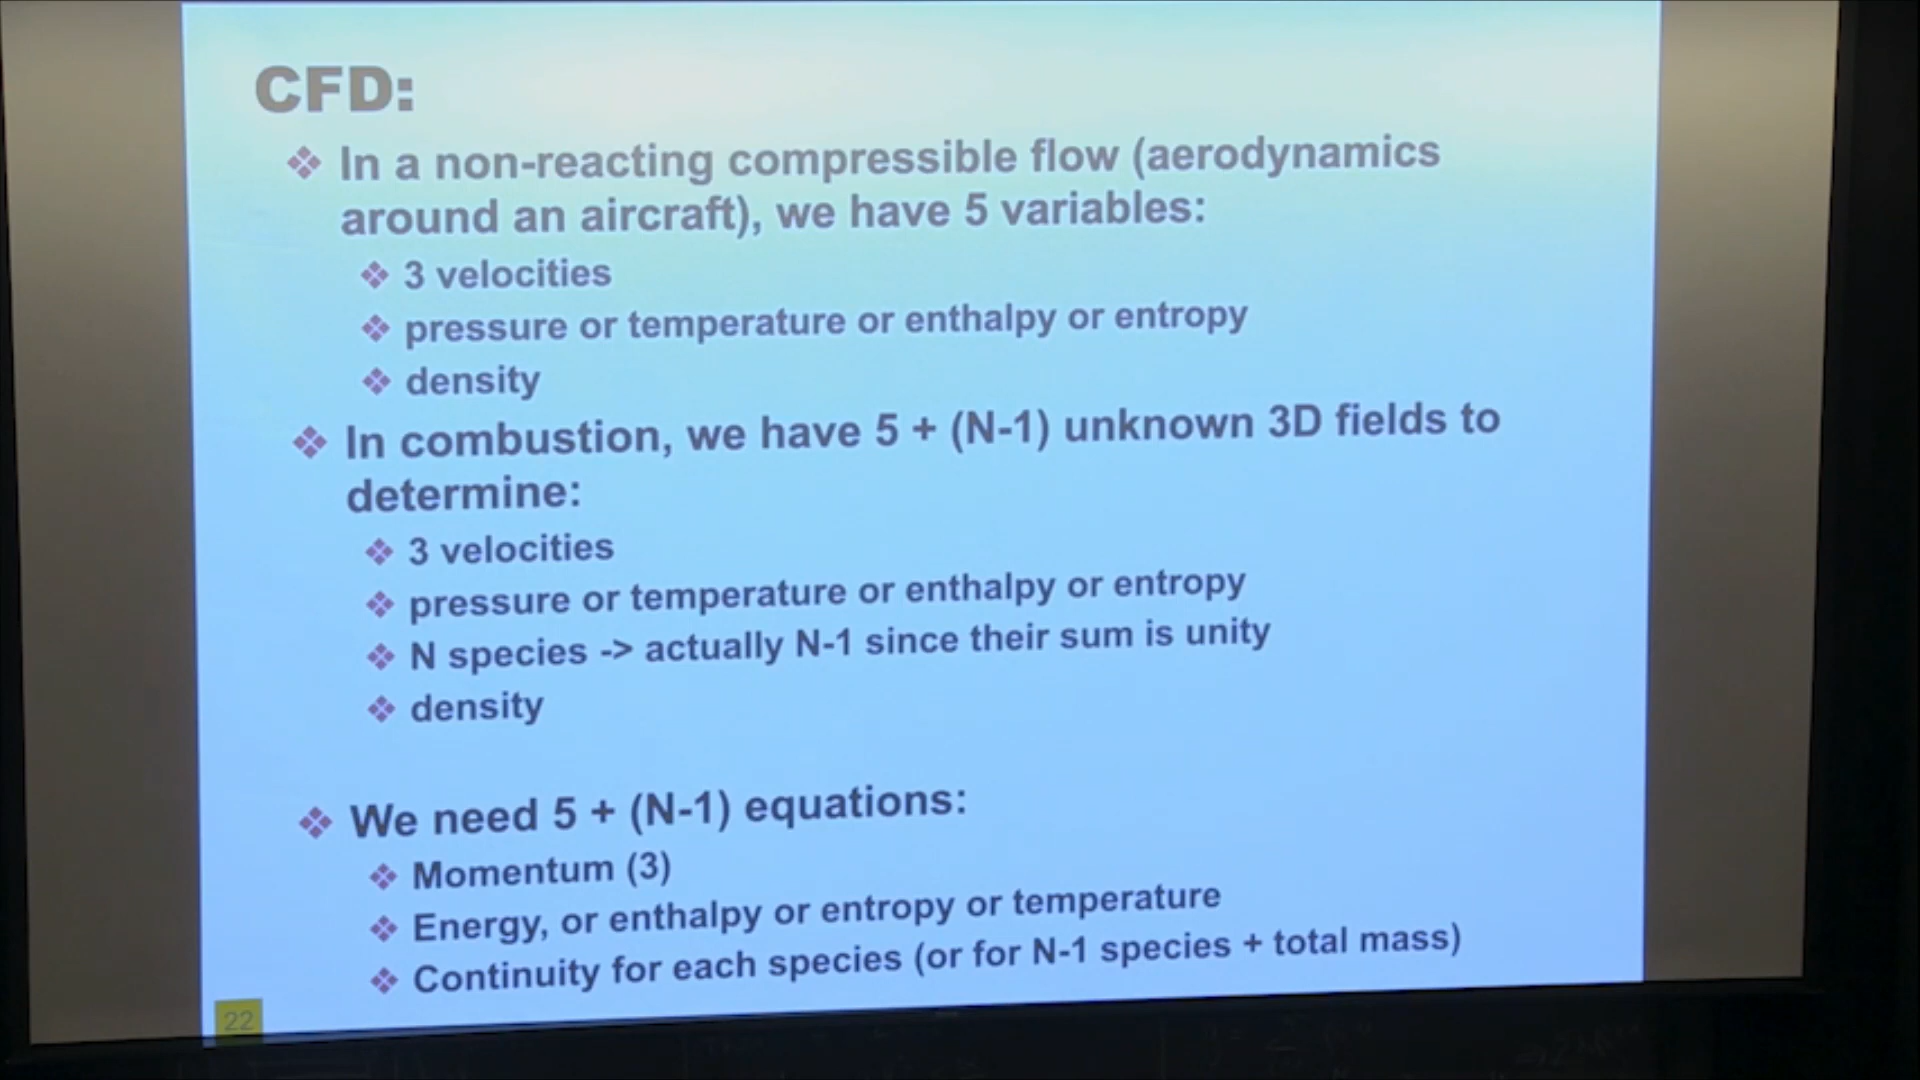 CFD:
In a non-reacting compressible flow (aerodynamics
around an aircraft), we have 5 variables:
3 velocities
pressure or temperature or enthalpy or entropy
density
In combustion, we have 5 + (N-1) unknown 3D fields to
determine:
3 velocities
pressure or temperature or enthalpy or entropy
N species -> actually N-1 since their sum is unity
density
We need 5 + (N-1) equations:
Momentum (3)
Energy, or enthalpy or entropy or temperature
Continuity for each species (or for N-1 species + total mass)
22